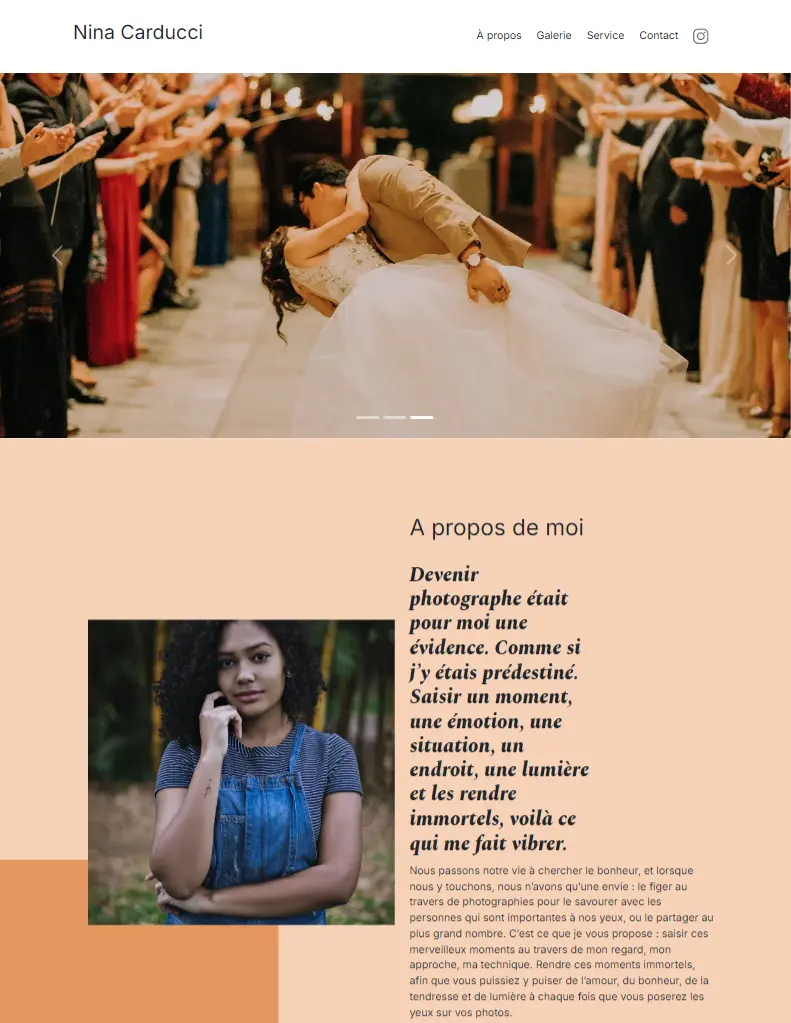 Nina Carducci
À propos Galerie Service Contact
A propos de moi
Devenir
photographe était
pour moi une
évidence. Comme si
j'y étais prédestiné.
Saisir un moment,
une émotion, une
situation, un
endroit, une lumière
et les rendre
immortels, voilà ce
qui me fait vibrer.
Nous passons notre vie à chercher le bonheur, et lorsque
nous y touchons, nous n'avons qu'une envie : le figer au
travers de photographies pour le savourer avec les
personnes qui sont importantes à nos yeux, ou le partager au
plus grand nombre. C'est ce que je vous propose : saisir ces
merveilleux moments au travers de mon regard, mon
approche, ma technique. Rendre ces moments immortels,
afin que vous puissiez y puiser de l'amour, du bonheur, de la
tendresse et de lumière à chaque fois que vous poserez les
yeux sur vos photos.